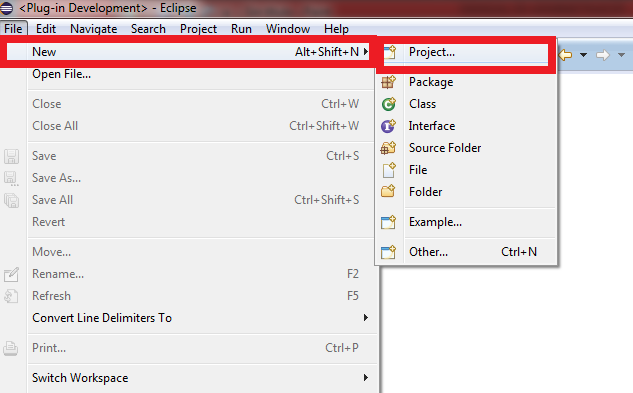 <Plug-in Development> - Eclipse
File Edit Navigate Search Project Run Window Help
New Alt+Shift+N
Open File...
Close Ctrl+W
Close All Ctrl+Shift+W
Save Ctrl+S
Save As...
Save All Ctrl+Shift+S
Revert
Move...
Rename... F2
Refresh F5
Convert Line Delimiters To
Print... Ctrl+P
Switch Workspace
Project...
Package
Class
Interface
Source Folder
File
Folder
Example...
Other... Ctrl+N